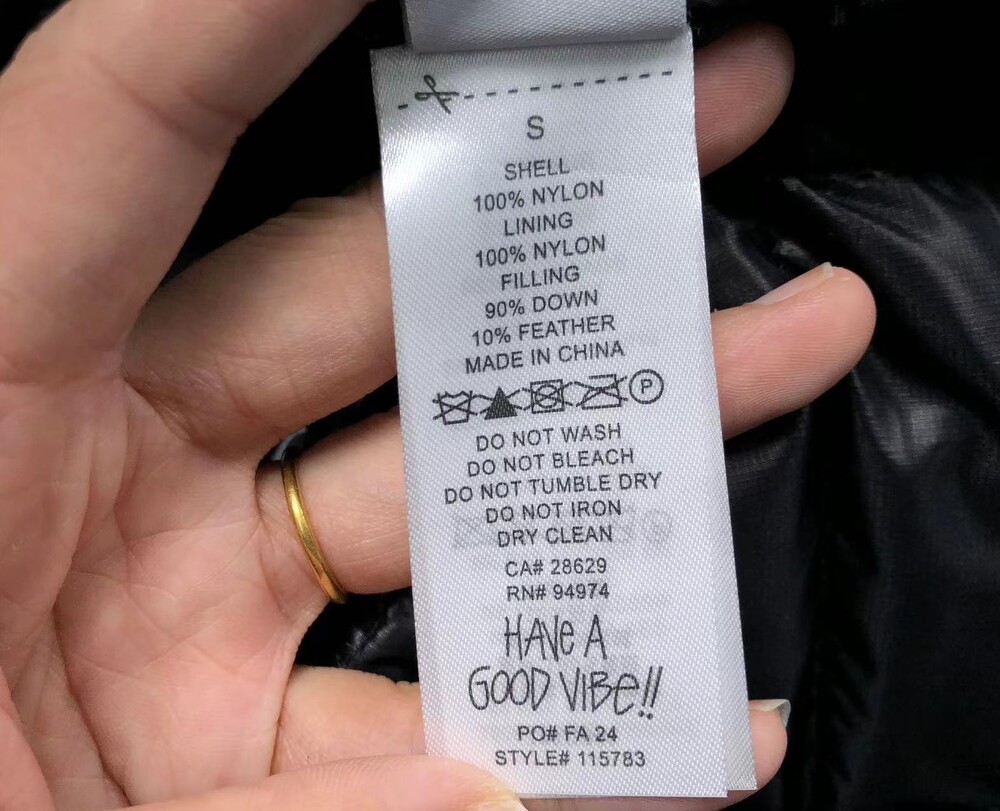 S
SHELL
100% NYLON
LINING
100% NYLON
FILLING
90% DOWN
10% FEATHER
MADE IN CHINA
P
DO NOT WASH
DO NOT BLEACH
DO NOT TUMBLE DRY
DO NOT IRON
DRY CLEAN
CA# 28629
RN# 94974
HAVe A
GOOD VIBe!!
PO# FA 24
STYLE# 115783